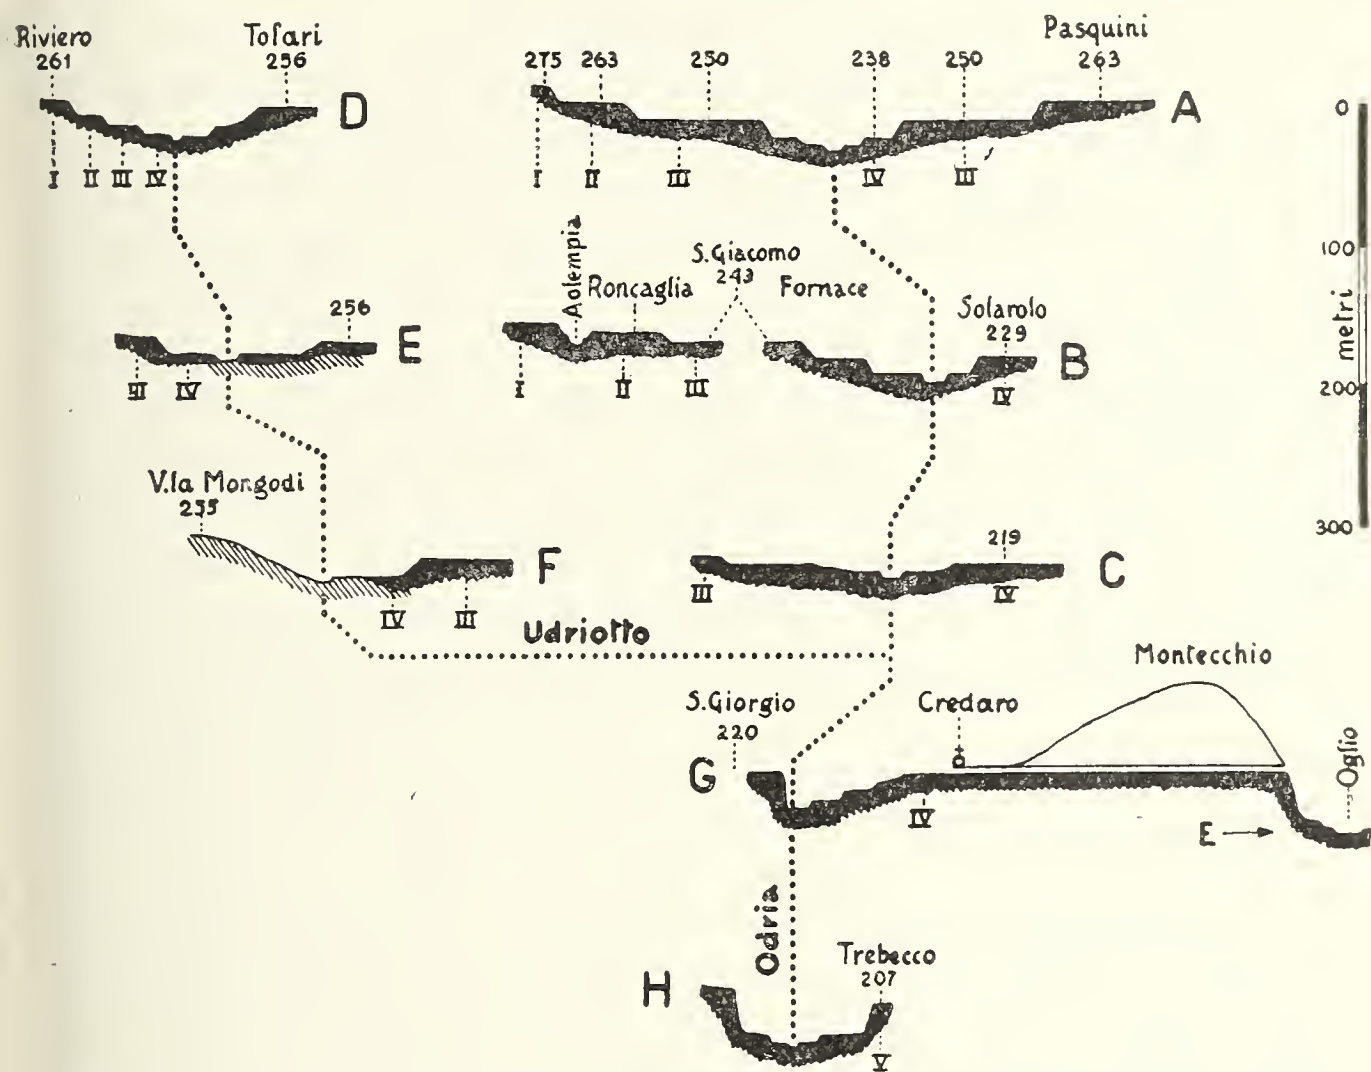 Riviero
261
Tofari
256
D
I II III IV
275 263 250 238 250
Pasquini
263
A
I II III IV III
0
100
metri
200
300
256
E
III IV
Aolempia
Roncaglia
S. Giacomo
243
Fornace
Solarolo
229
B
I II III IV
V.la Mongodi
255
F
IV III
219
C
III IV
Udriotto
S. Giorgio
220
Credaro
Montecchio
Oglio
G
IV
E
Odria
Trebecco
207
H
V